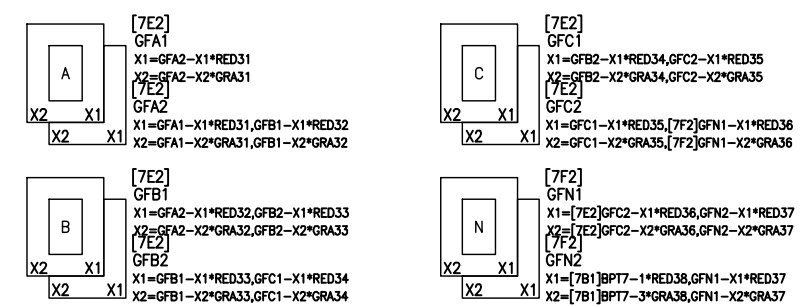 [7E2]
GFA1
X1=GFA2-X1*RED31
X2=GFA2-X2*GRA31
A
X2 X1
[7E2]
GFA2
X1=GFA1-X1*RED31,GFB1-X1*RED32
X2=GFA1-X2*GRA31,GFB1-X2*GRA32
X2 X1
[7E2]
GFB1
X1=GFA2-X1*RED32,GFB2-X1*RED33
X2=GFA2-X2*GRA32,GFB2-X2*GRA33
B
X2 X1
[7E2]
GFB2
X1=GFB1-X1*RED33,GFC1-X1*RED34
X2=GFB1-X2*GRA33,GFC1-X2*GRA34
X2 X1
[7E2]
GFC1
X1=GFB2-X1*RED34,GFC2-X1*RED35
X2=GFB2-X2*GRA34,GFC2-X2*GRA35
C
X2 X1
[7E2]
GFC2
X1=GFC1-X1*RED35,[7F2]GFN1-X1*RED36
X2=GFC1-X2*GRA35,[7F2]GFN1-X2*GRA36
X2 X1
[7F2]
GFN1
X1=[7E2]GFC2-X1*RED36,GFN2-X1*RED37
X2=[7E2]GFC2-X2*GRA36,GFN2-X2*GRA37
N
X2 X1
[7F2]
GFN2
X1=[7B1]BPT7-1*RED38,GFN1-X1*RED37
X2=[7B1]BPT7-3*GRA38,GFN1-X2*GRA37
X2 X1